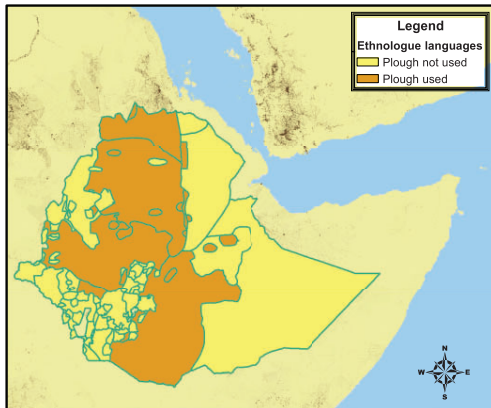 Legend
Ethnologue languages
Plough not used
Plough used
N
W E
S